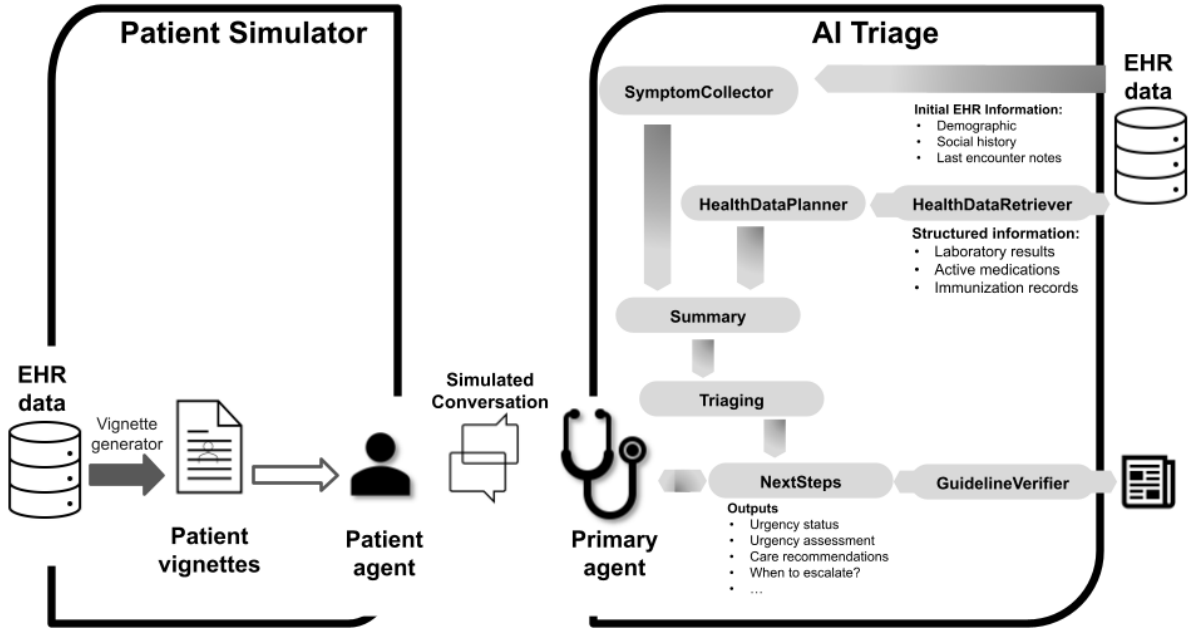 Patient Simulator
EHR
data
Vignette
generator
Patient
vignettes
Patient
agent
Simulated
Conversation
Primary
agent
AI Triage
SymptomCollector
EHR
data
Initial EHR Information:
• Demographic
• Social history
• Last encounter notes
HealthDataPlanner
HealthDataRetriever
Structured information:
• Laboratory results
• Active medications
• Immunization records
Summary
Triaging
NextSteps
GuidelineVerifier
Outputs
• Urgency status
• Urgency assessment
• Care recommendations
• When to escalate?
• ...